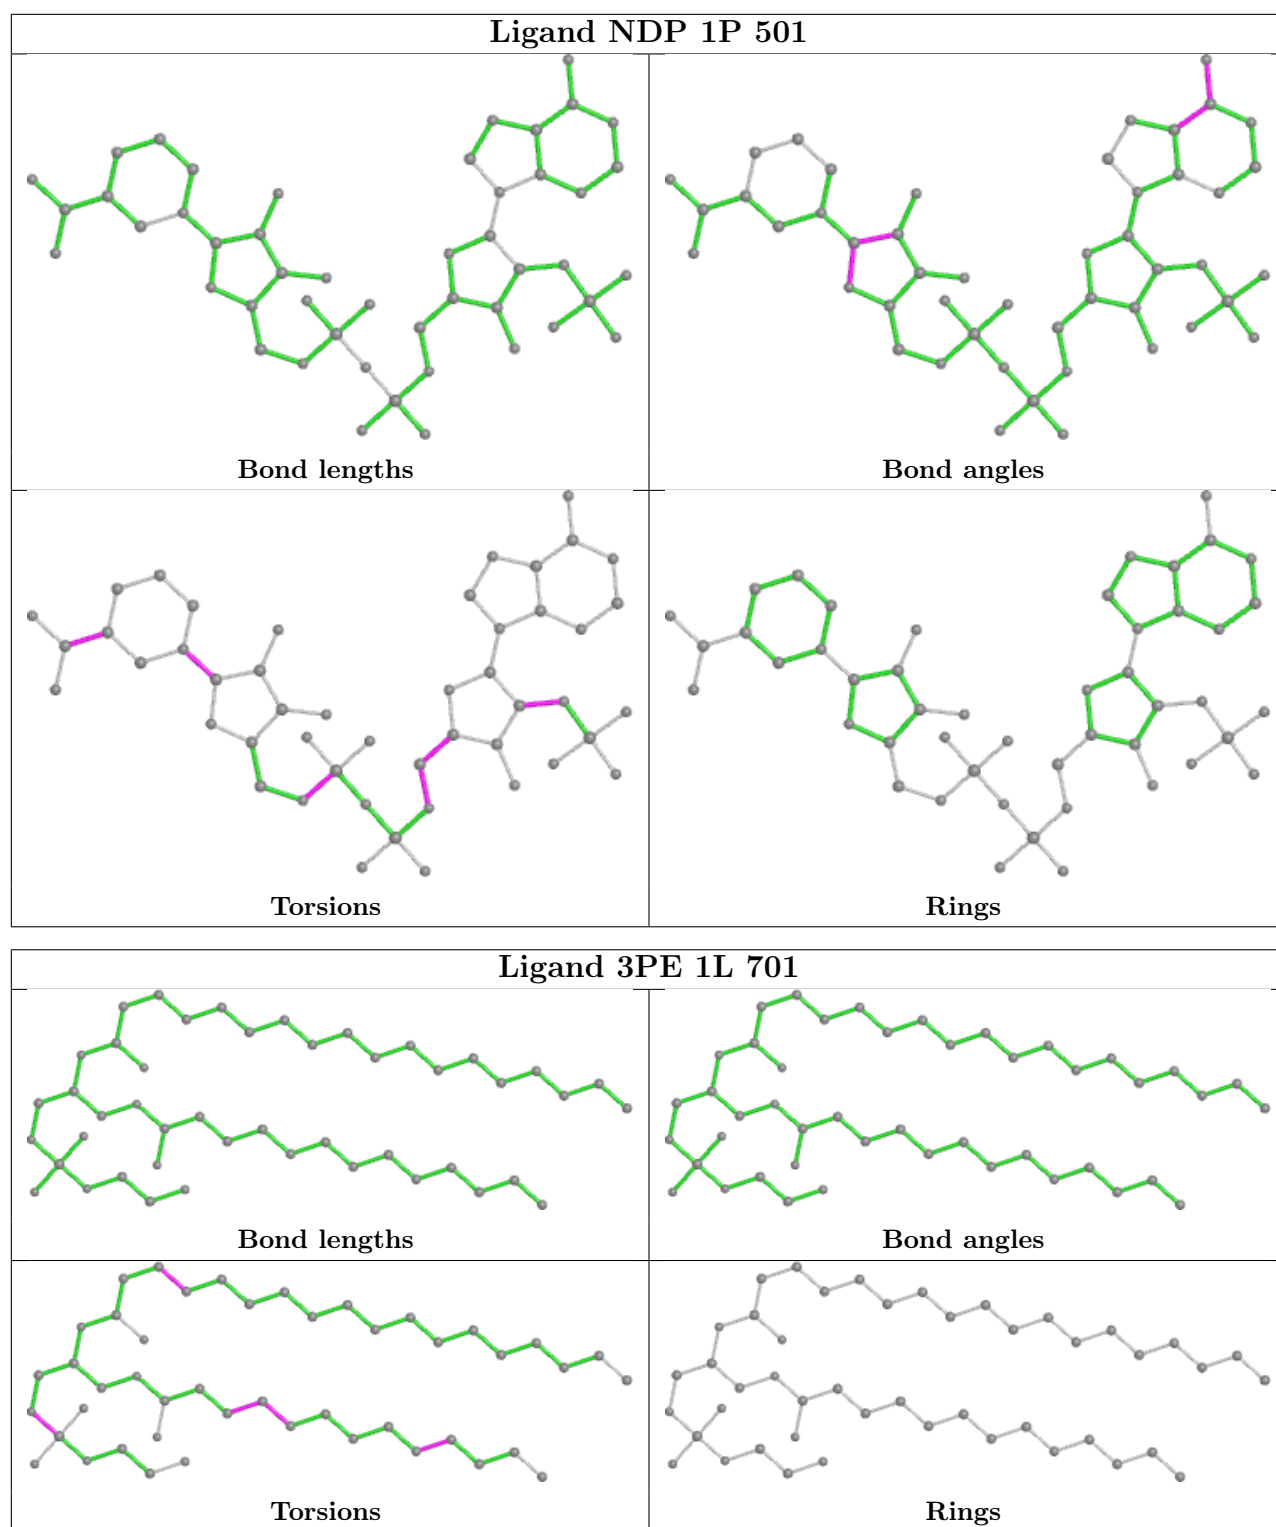 Ligand NDP 1P 501
Bond lengths
Bond angles
Torsions
Rings
Ligand 3PE 1L 701
Bond lengths
Bond angles
Torsions
Rings